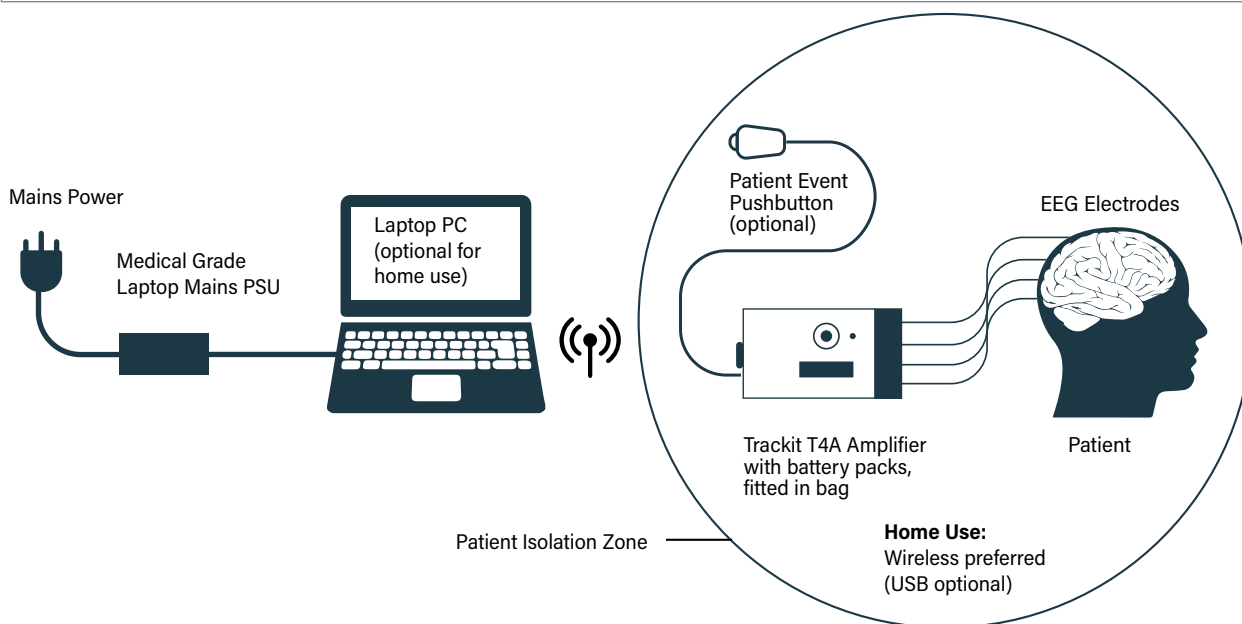 Mains Power
Medical Grade
Laptop Mains PSU
Laptop PC
(optional for
home use)
Patient Event
Pushbutton
(optional)
EEG Electrodes
Trackit T4A Amplifier
with battery packs,
fitted in bag
Patient
Patient Isolation Zone
Home Use:
Wireless preferred
(USB optional)